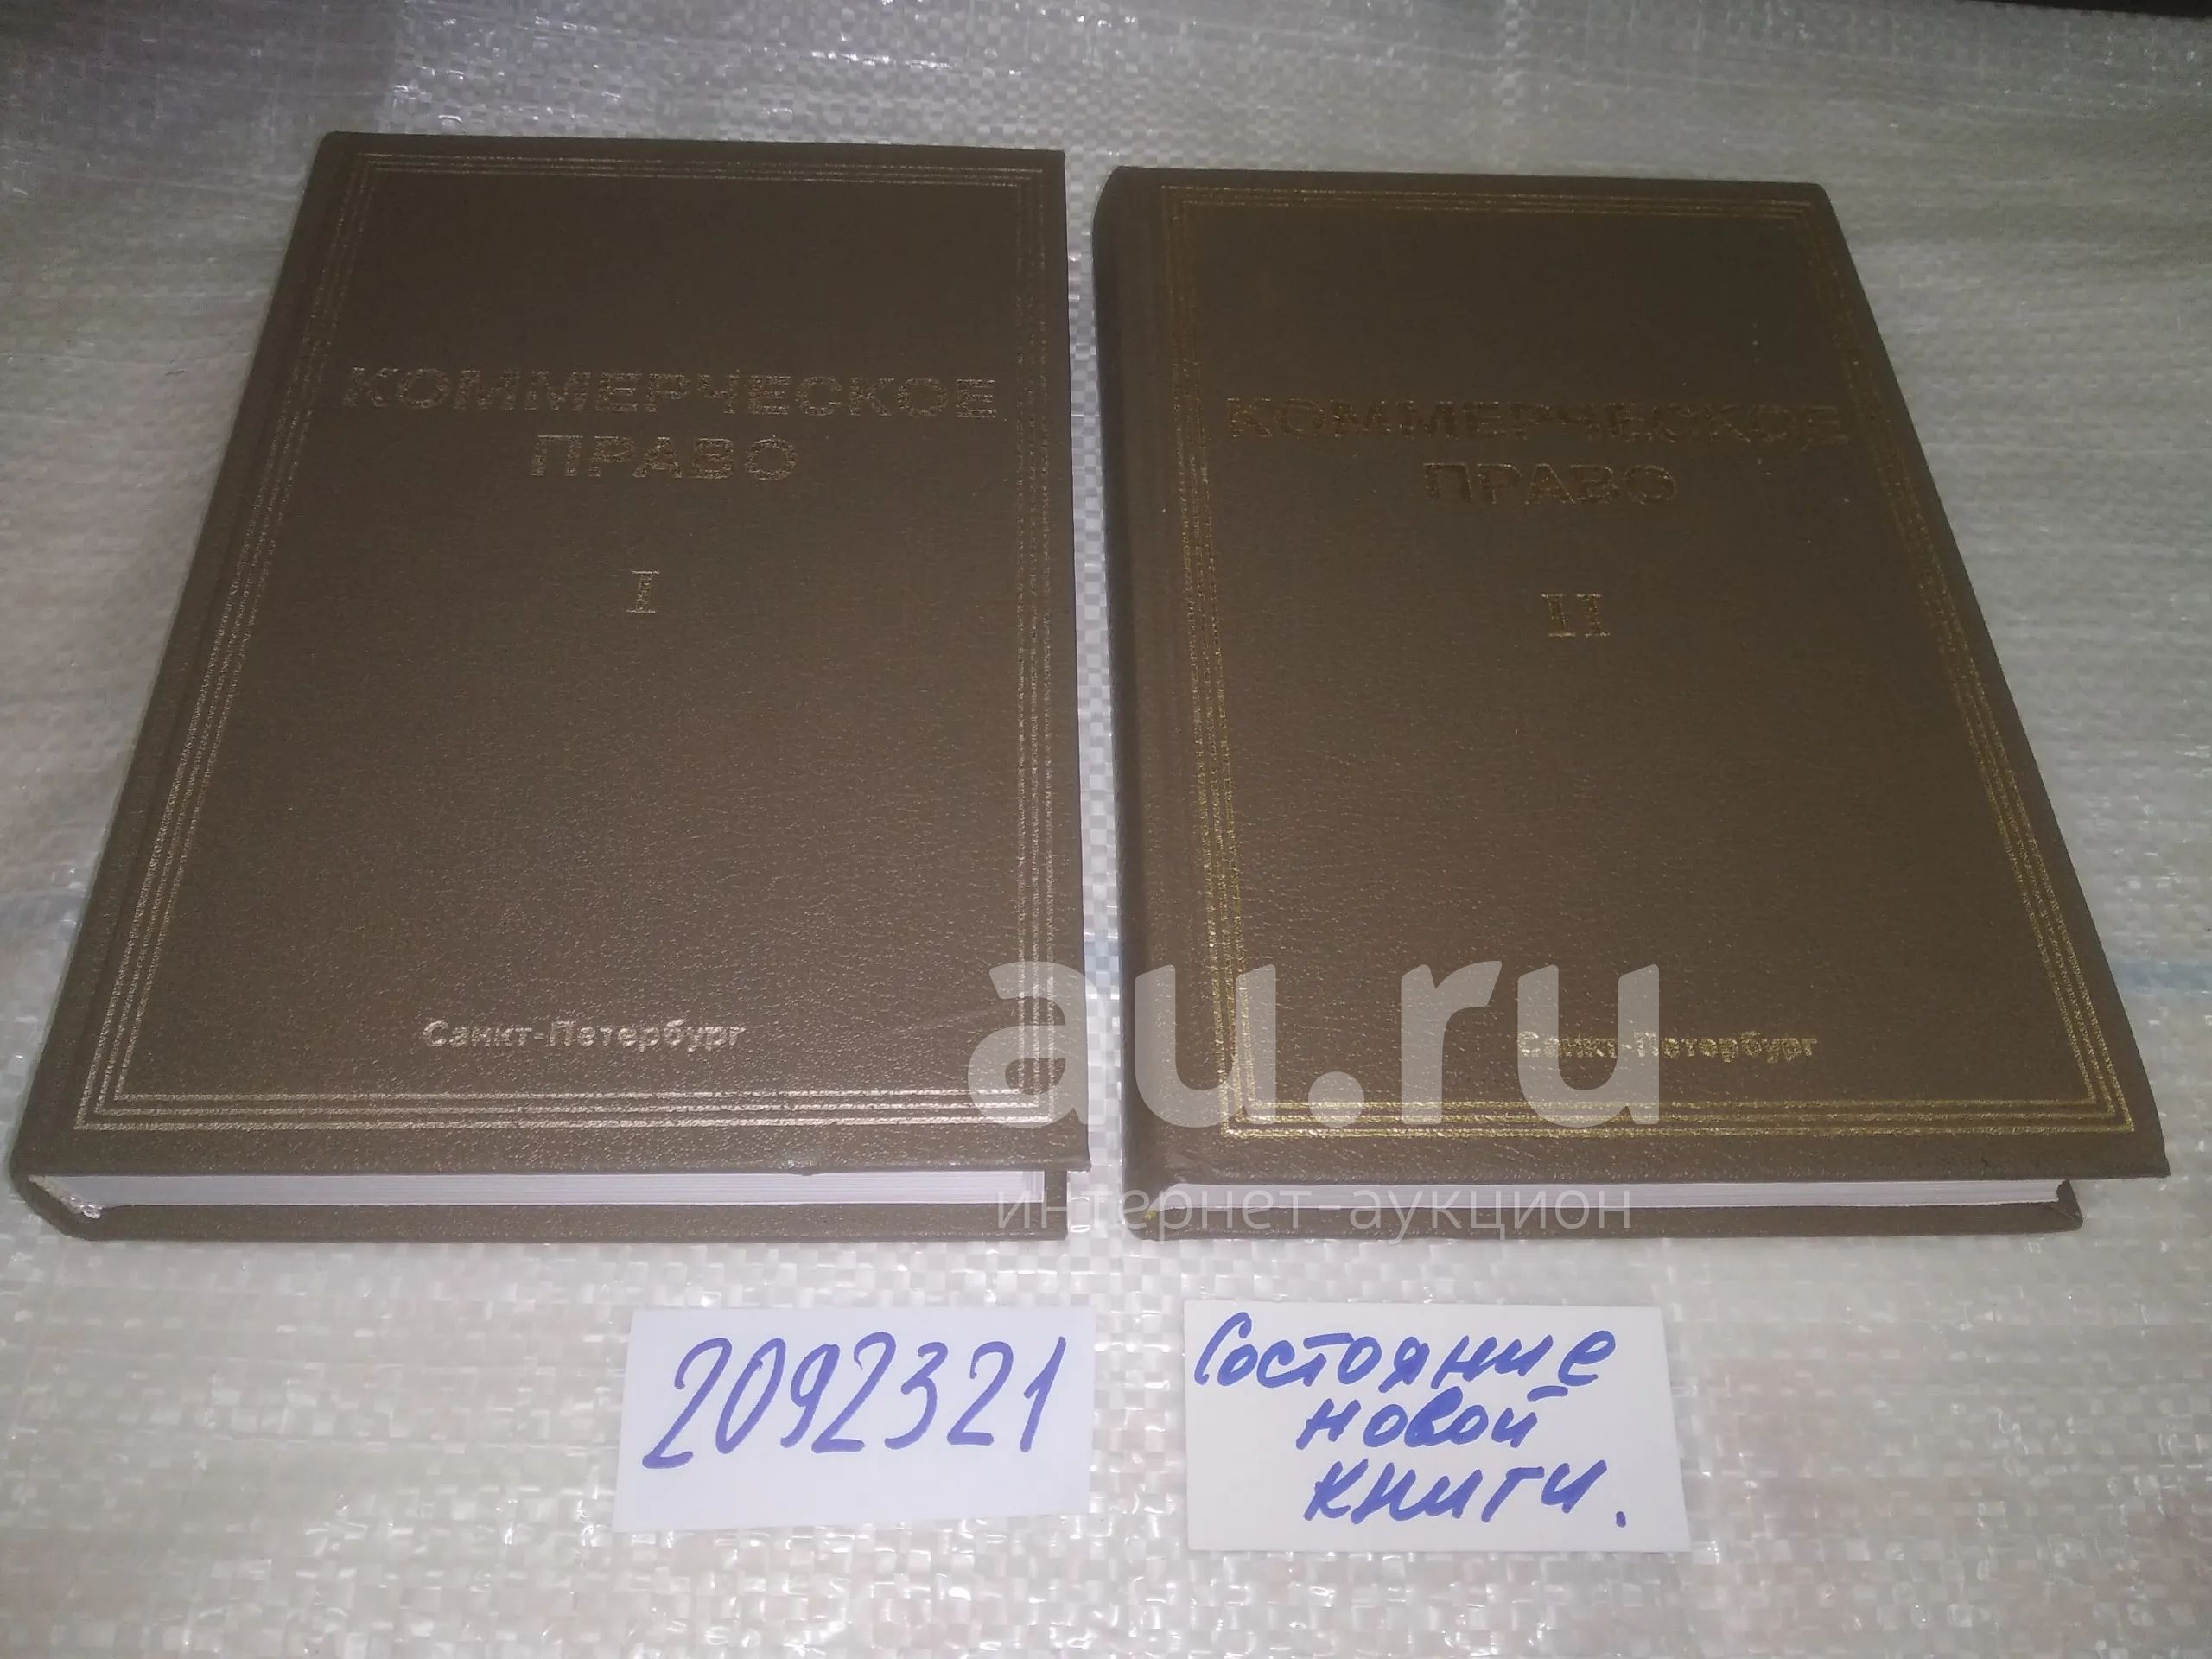 КОММЕРЧЕСКОЕ
ПРАВО
I
Санкт-Петербург
КОММЕРЧЕСКОЕ
ПРАВО
II
Санкт-Петербург
au.ru
интернет-аукцион
2092321
Состояние
новой
книги.